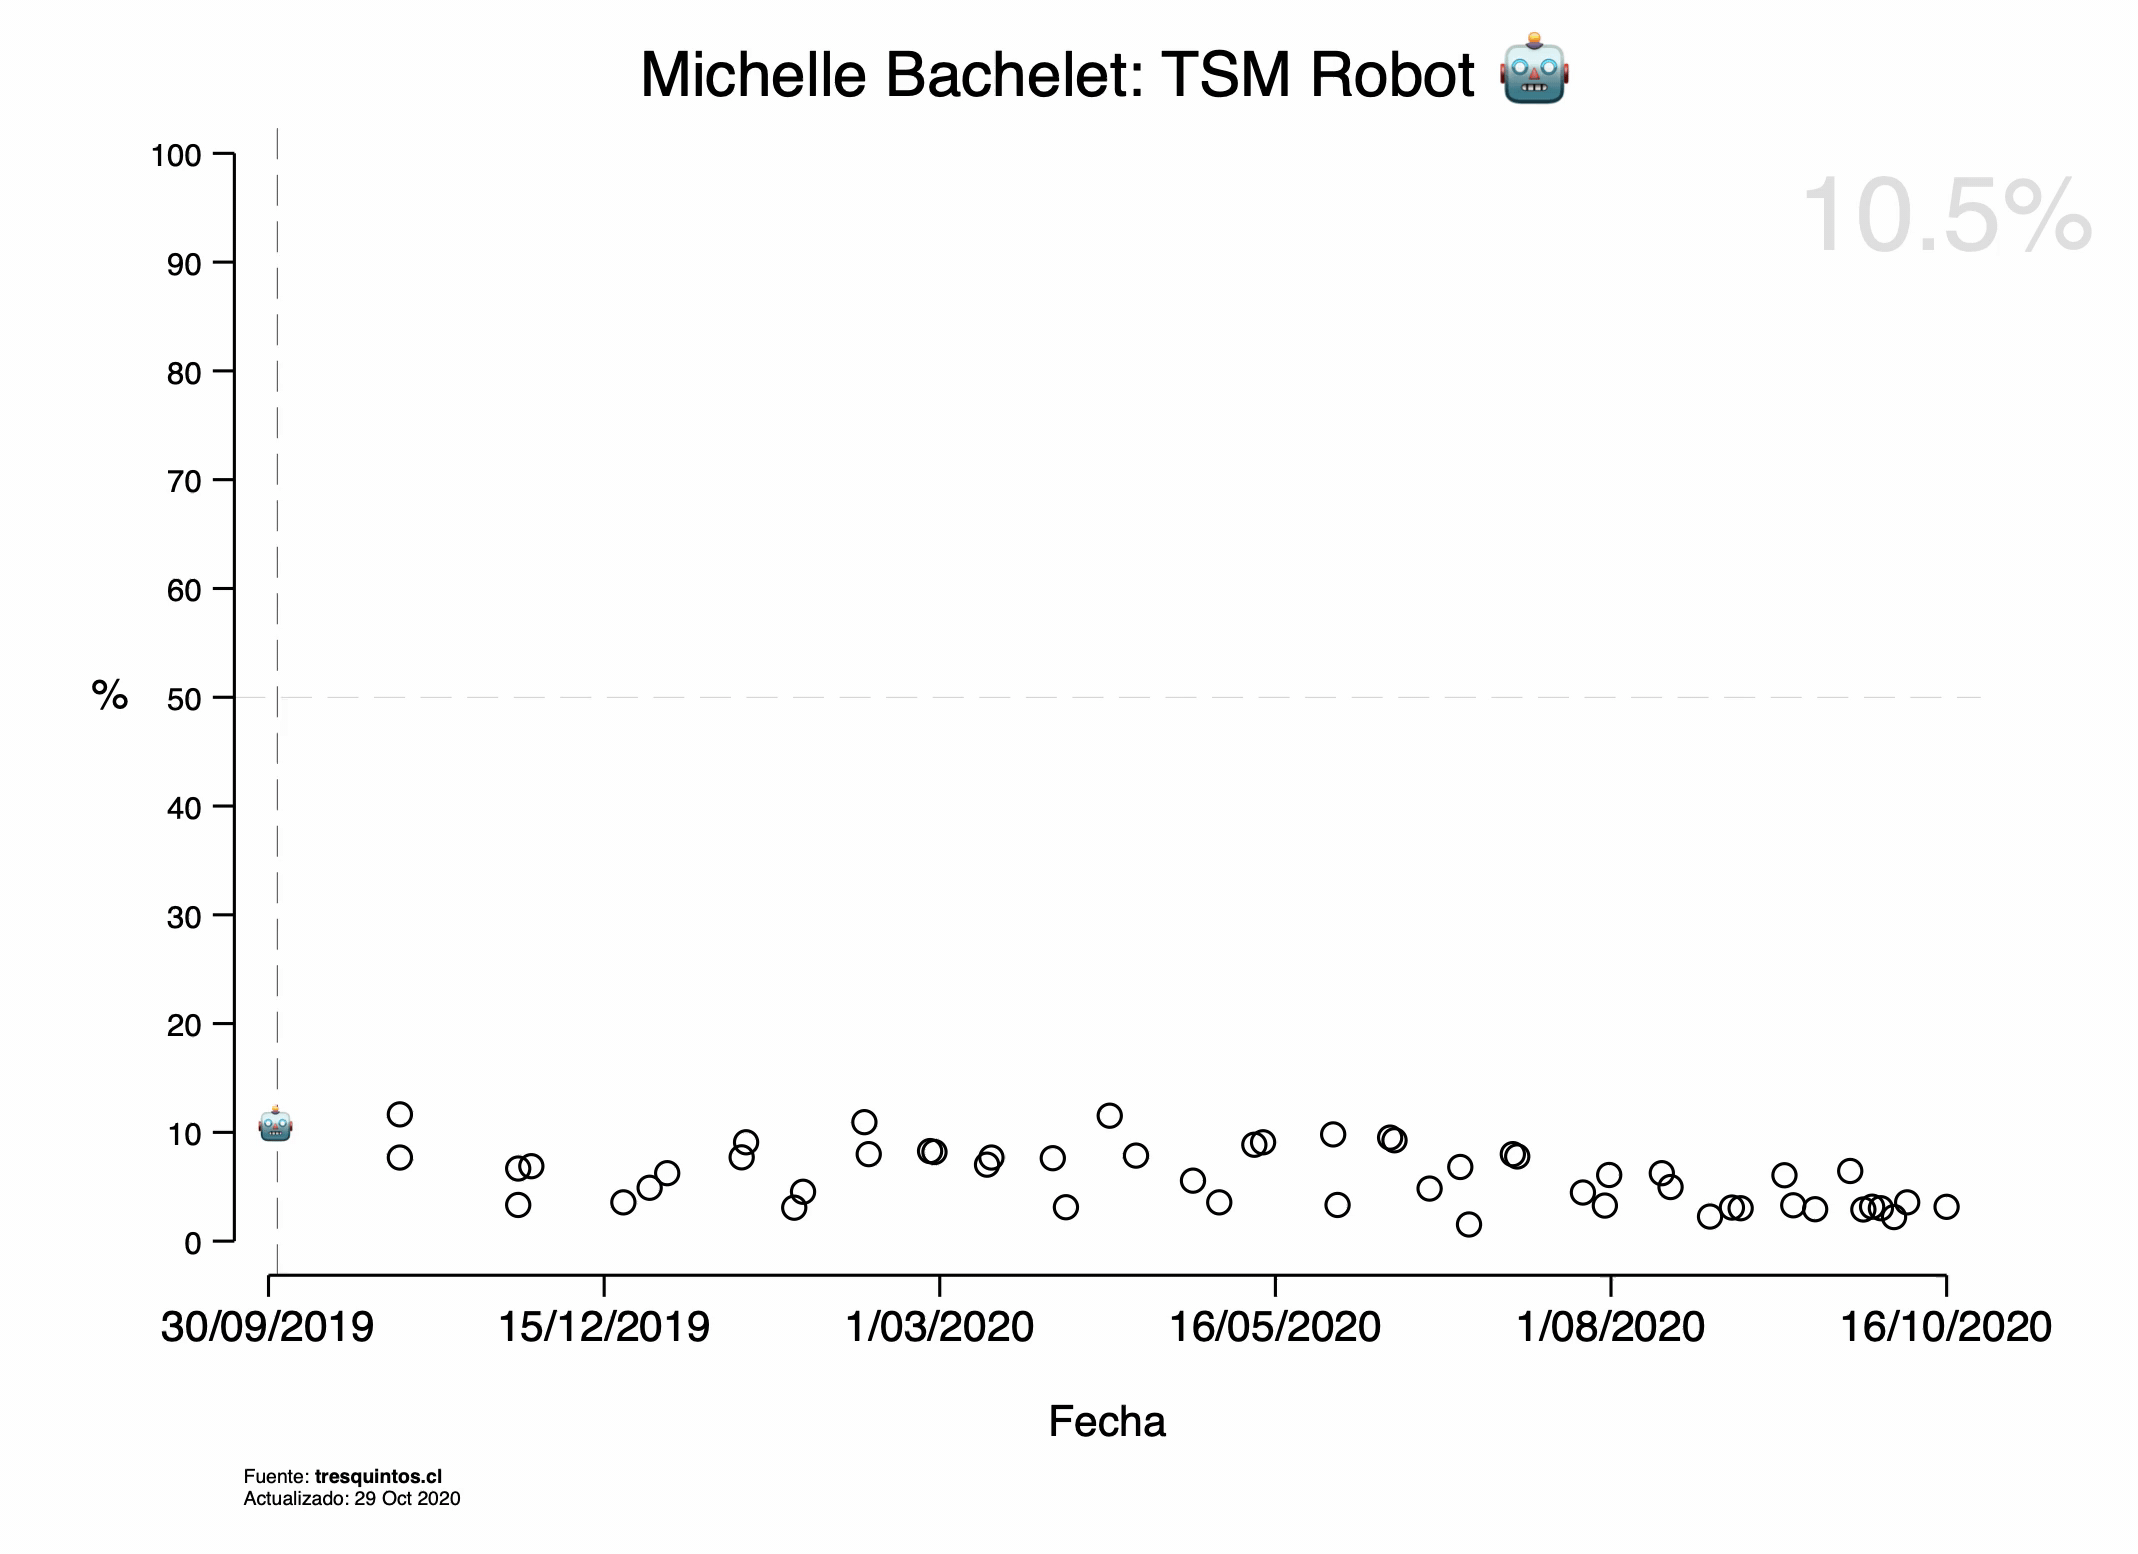 Michelle Bachelet: TSM Robot
10.5%
100
90
80
70
60
50
40
30
20
10
0
%
30/09/2019 15/12/2019 1/03/2020 16/05/2020 1/08/2020 16/10/2020
Fecha
Fuente: tresquintos.cl
Actualizado: 29 Oct 2020